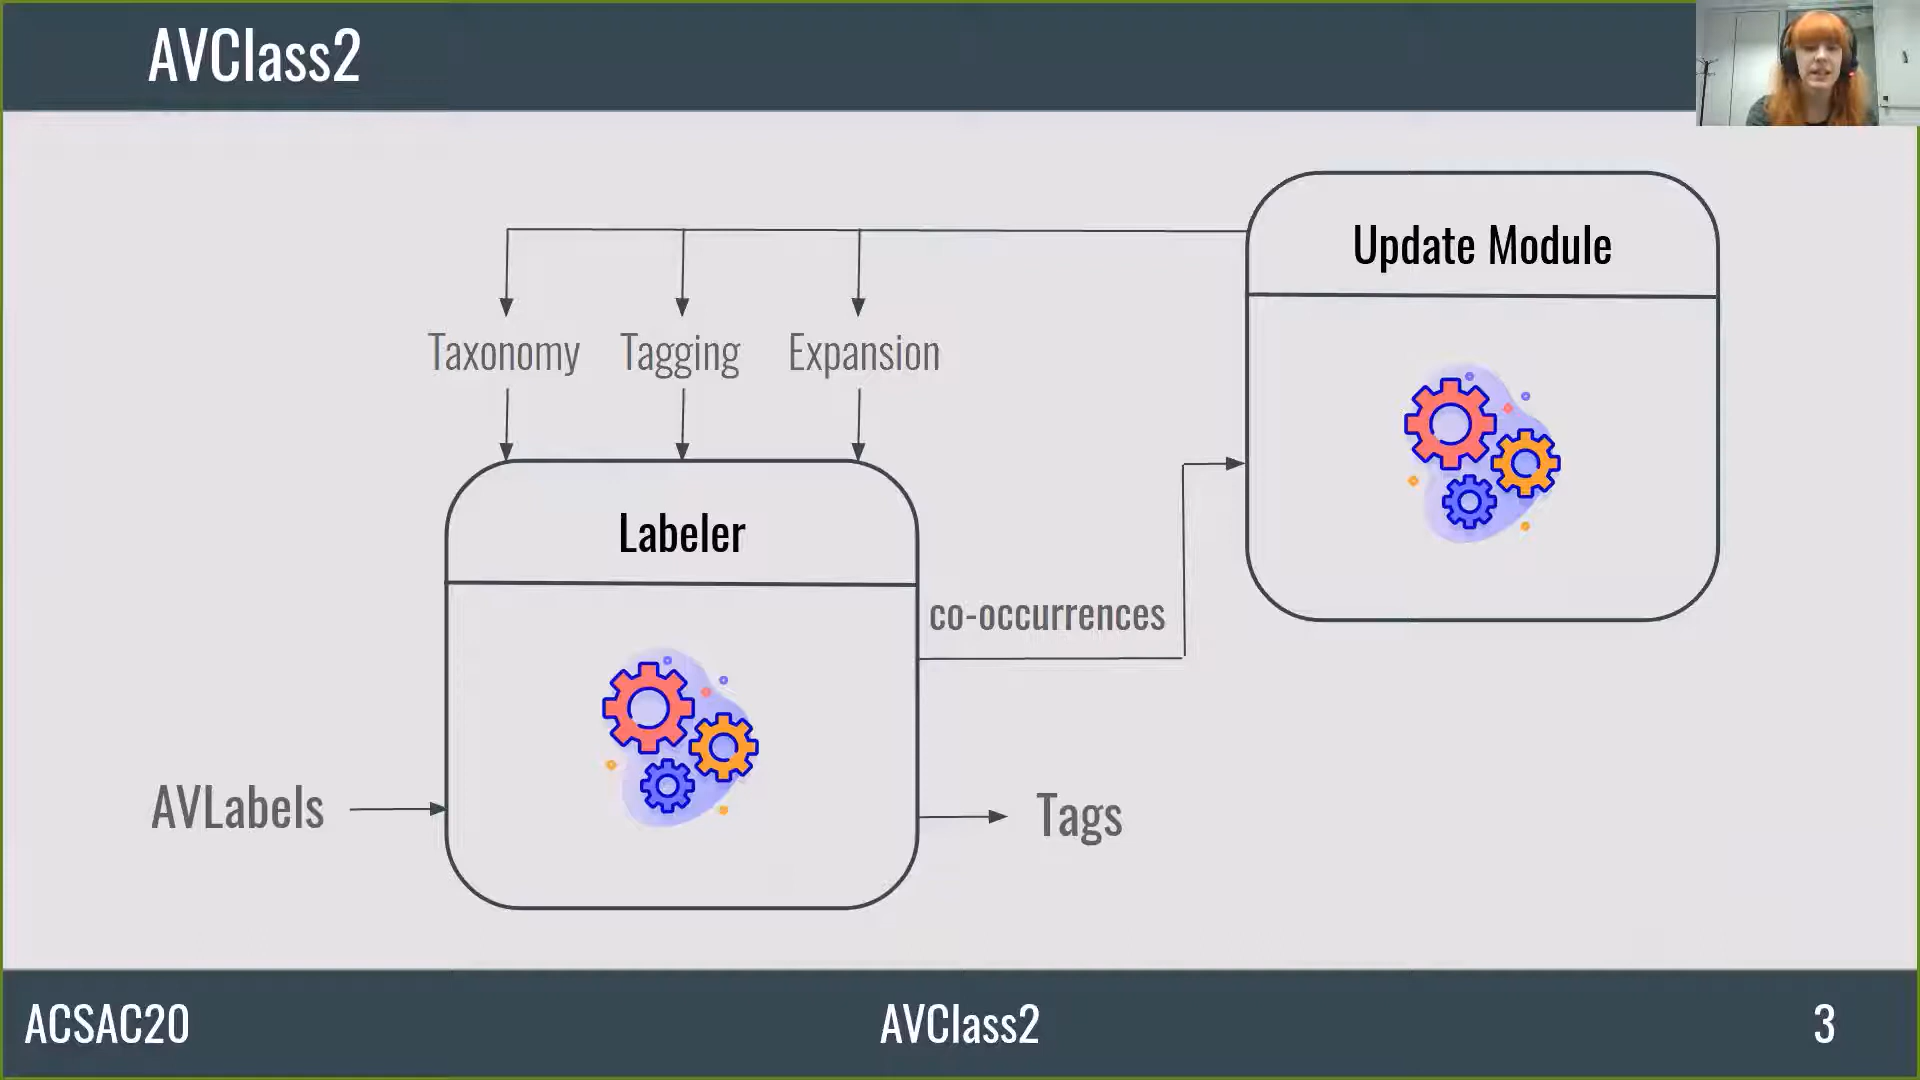 AVClass2
Update Module
Taxonomy
Tagging
Expansion
Labeler
co-occurrences
AVLabels
Tags
ACSAC20
AVClass2
3